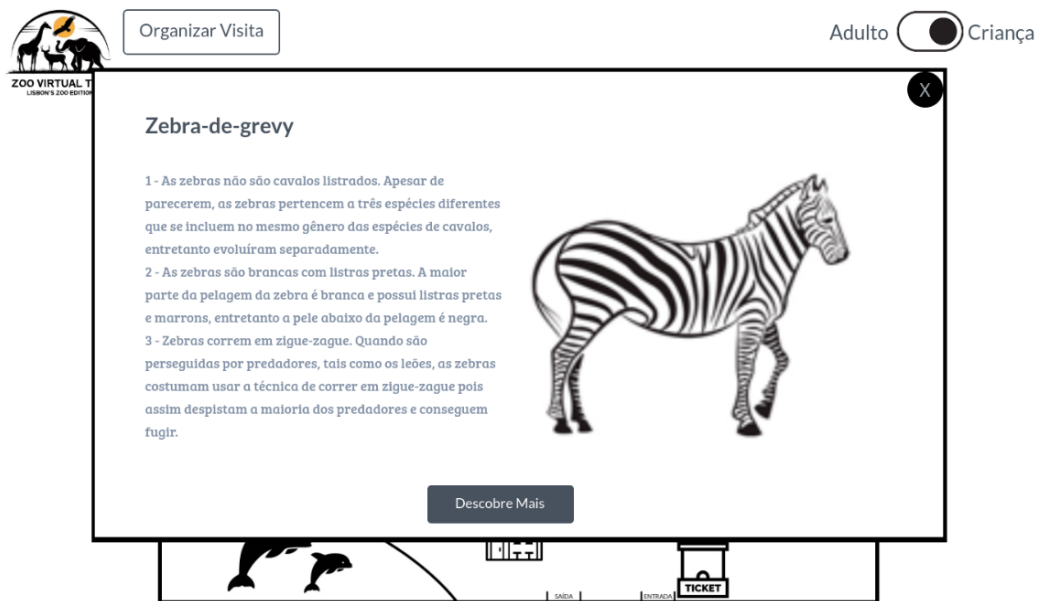 Organizar Visita
Adulto
Criança
ZOO VIRTUAL T
LISBON'S ZOO EDITION
X
Zebra-de-grevy
1 - As zebras não são cavalos listrados. Apesar de
parecerem, as zebras pertencem a três espécies diferentes
que se incluem no mesmo gênero das espécies de cavalos,
entretanto evoluíram separadamente.
2 - As zebras são brancas com listras pretas. A maior
parte da pelagem da zebra é branca e possui listras pretas
e marrons, entretanto a pele abaixo da pelagem é negra.
3 - Zebras correm em zigue-zague. Quando são
perseguidas por predadores, tais como os leões, as zebras
costumam usar a técnica de correr em zigue-zague pois
assim despistam a maioria dos predadores e conseguem
fugir.
Descobre Mais
SAÍDA
ENTRADA
TICKET